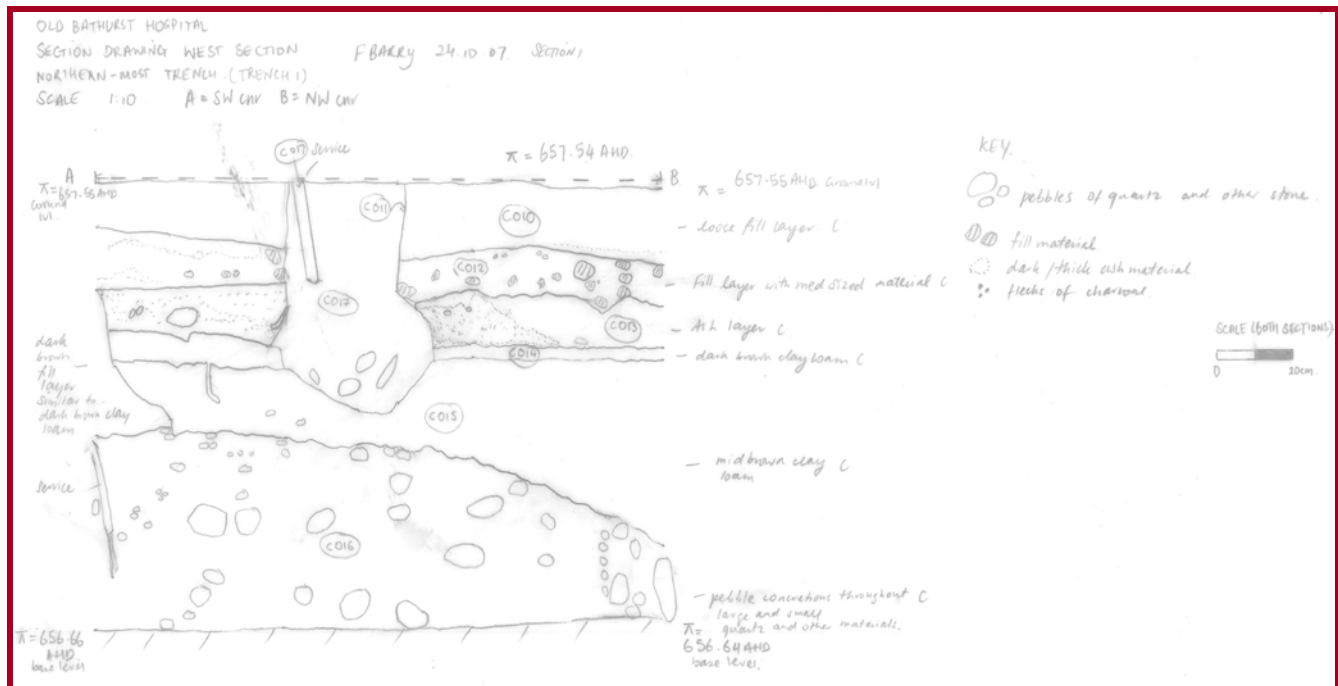 OLD BATHURST HOSPITAL
SECTION DRAWING WEST SECTION F BARRY 24.10.07. SECTION 1
NORTHERN-MOST TRENCH. (TRENCH 1)
SCALE 1:10 A = SW cnr B = NW cnr
C017 service
⊼ = 657.54 AHD.
A
B
⊼ = 657.55 AHD.
Ground lvl
⊼ = 657.55 AHD Ground lvl
C011
C010
- loose fill layer. C
C012
- Fill layer with med sized material C
C017
C013
- Ash layer C
C014
- dark brown clay loam C
dark
brown
fill
layer
similar to
dark brown clay
loam
C015
- mid brown clay C
loam
service
C016
- pebble concretions throughout C
large and small
quartz and other materials.
⊼ = 656.66
AHD
base level
⊼ =
656.64 AHD
base level.
KEY.
pebbles of quartz and other stone.
fill material.
dark/thick ash material
flecks of charcoal.
SCALE (BOTH SECTIONS)
0 20cm.